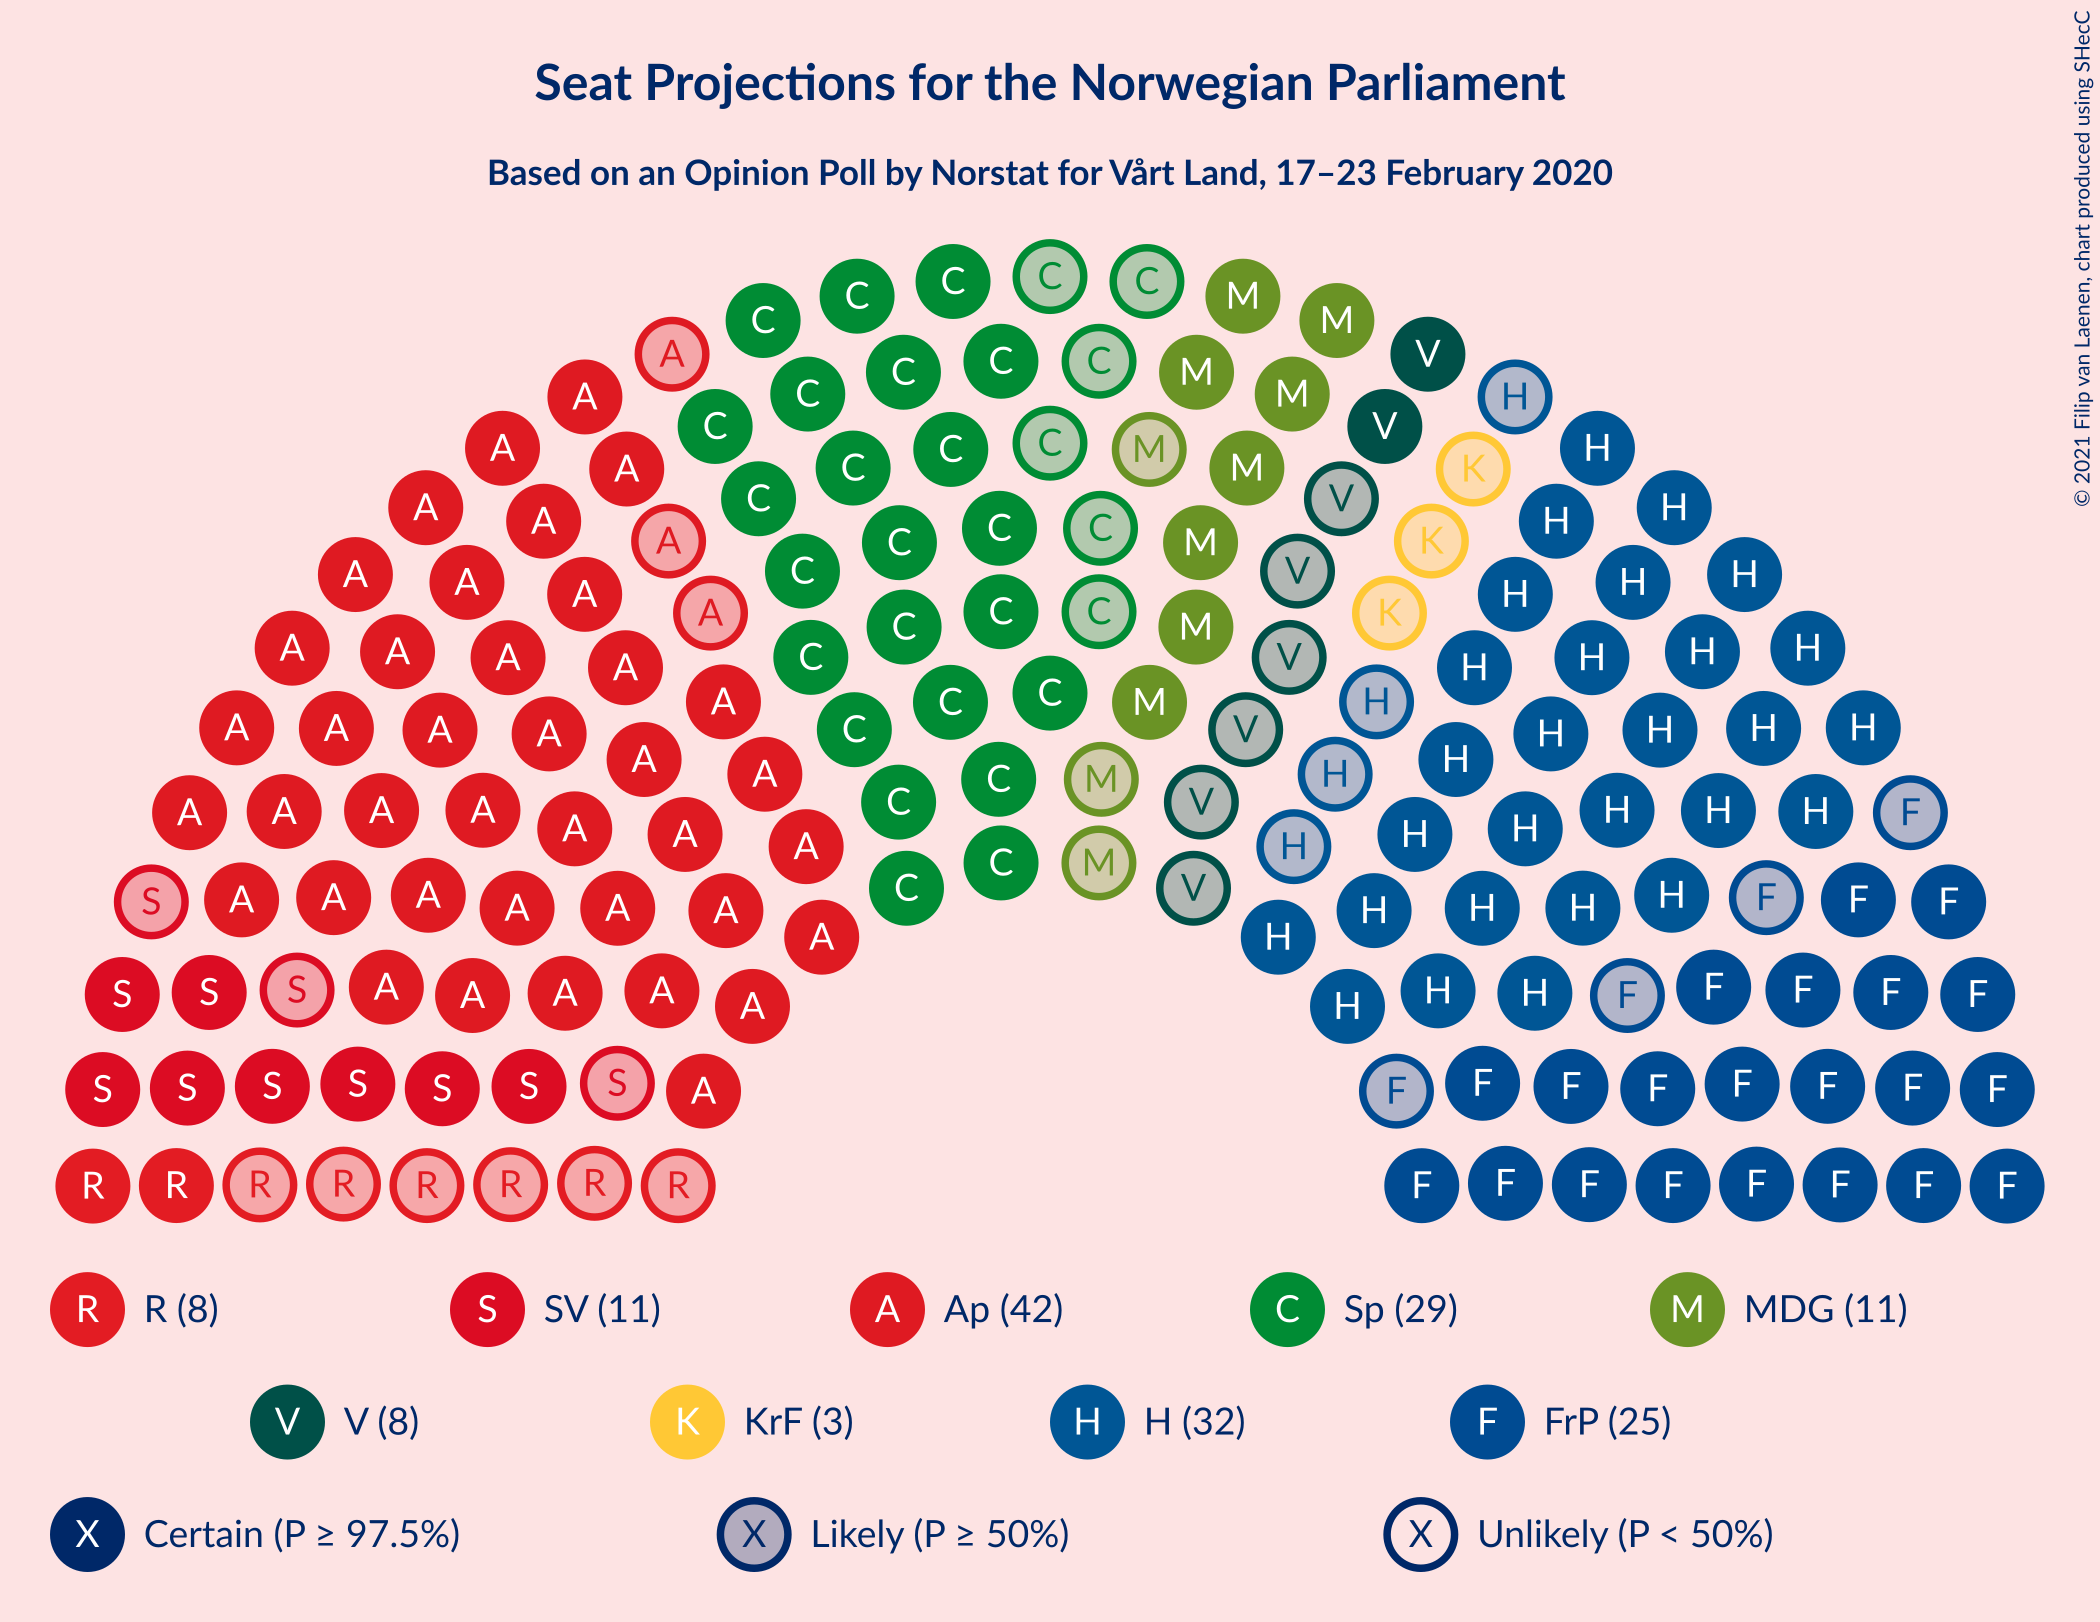 Seat Projections for the Norwegian Parliament
Based on an Opinion Poll by Norstat for Vårt Land, 17–23 February 2020
© 2021 Filip van Laenen, chart produced using SHecC
C C C C C M M
A C C C C M M V
A C C C C M M V H
A A C C C C M V K H
A A A C C C C M V K H H
A A A A C C C M V K H H H
A A A A A C C M V H H H H H
A A A A A A C C M V H H H H H H
A A A A A A A C C M V H H H H H H F
S A A A A A A A H H H H H F F F
S S S A A A A A H H H F F F F F
S S S S S S S A F F F F F F F F
R R R R R R R R F F F F F F F F
R R (8) S SV (11) A Ap (42) C Sp (29) M MDG (11)
V V (8) K KrF (3) H H (32) F FrP (25)
X Certain (P ≥ 97.5%) X Likely (P ≥ 50%) X Unlikely (P < 50%)